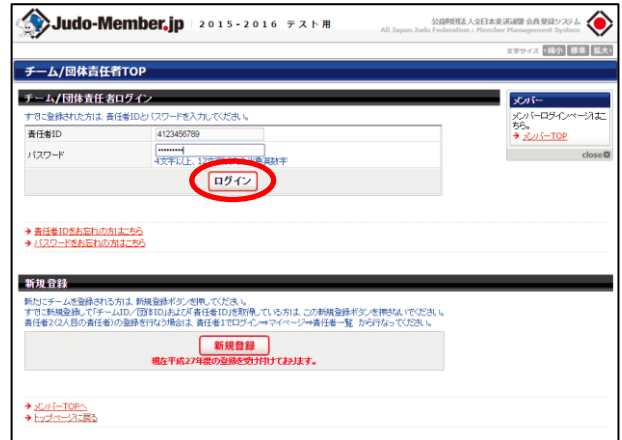 Judo-Member.jp 2015-2016 テスト用
公益財団法人全日本柔道連盟 会員登録システム
All Japan Judo Federation : Member Management System
文字サイズ 縮小 標準 拡大
チーム/団体責任者TOP
チーム/団体責任者ログイン
すでに登録された方は、責任者IDとパスワードを入力してください。
責任者ID 4123456789
パスワード •••••••••
4文字以上、12文字
英数字
ログイン
責任者IDをお忘れの方はこちら
パスワードをお忘れの方はこちら
メンバー
メンバーログインページはこ
ちら。
メンバーTOP
close
新規登録
新たにチームを登録される方は、新規登録ボタンを押してください。
すでに新規登録して「チームID/団体ID」および「責任者ID」を取得している方は、この新規登録ボタンを押さないでください。
責任者2(2人目の責任者)の登録を行なう場合は、責任者1でログイン⇒マイページ⇒責任者一覧 から行なってください。
新規登録
現在平成27年度の登録を受け付けております。
メンバーTOPへ
トップページに戻る